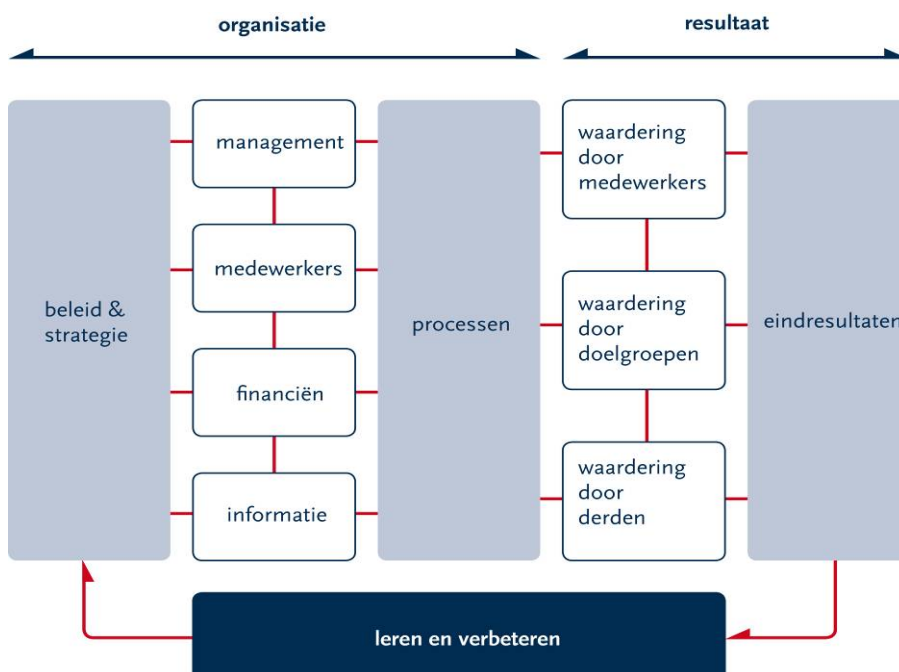 organisatie
resultaat
beleid &
strategie
management
medewerkers
financiën
informatie
processen
waardering
door
medewerkers
waardering
door
doelgroepen
waardering
door
derden
eindresultaten
leren en verbeteren